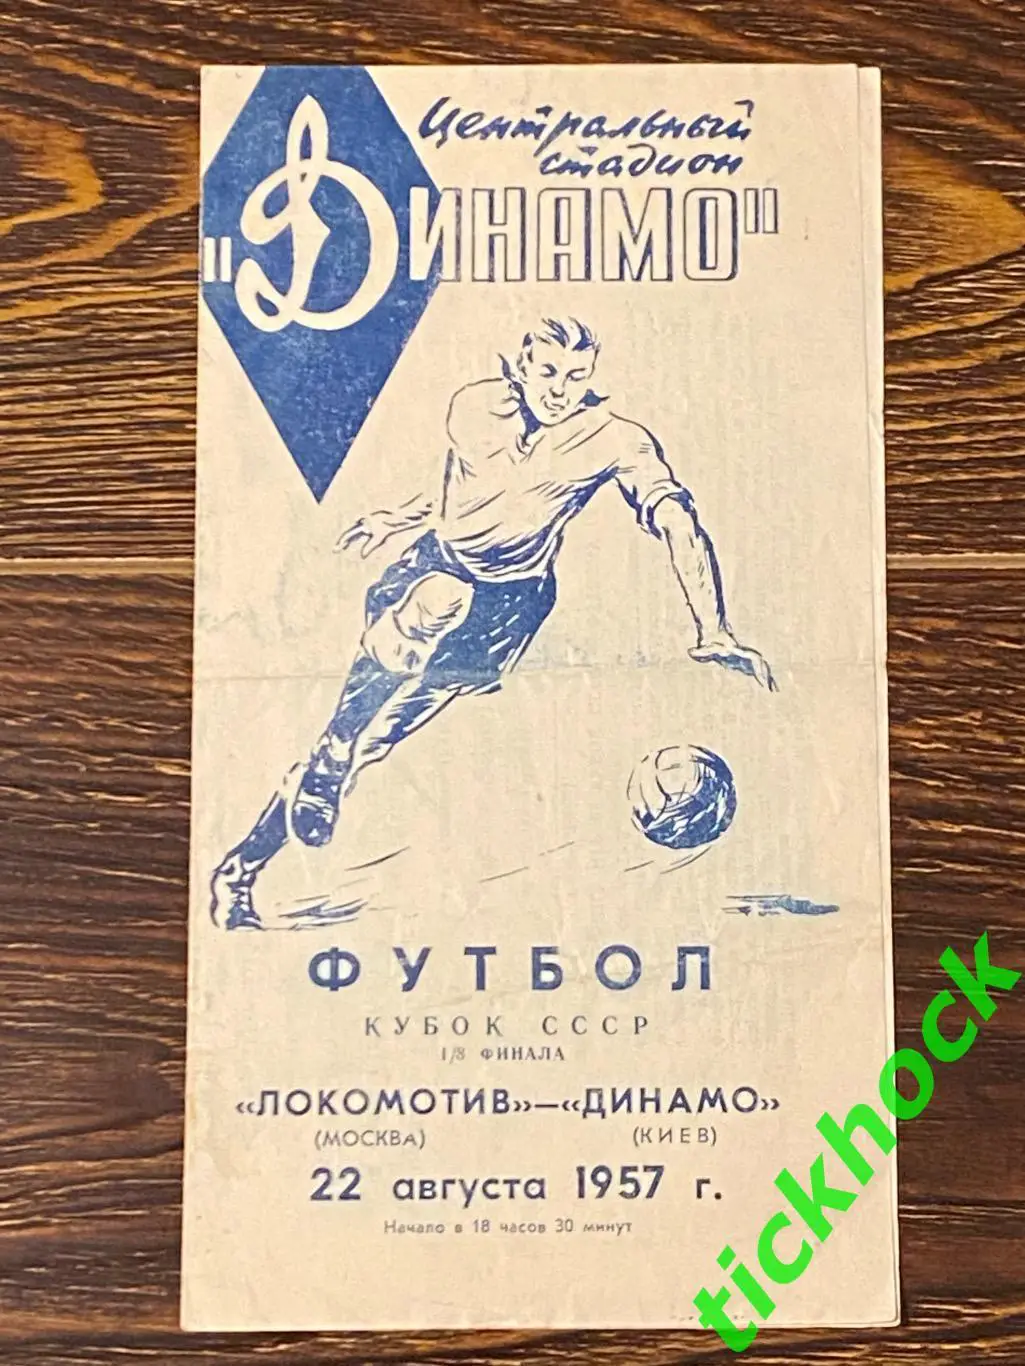 Центральный
стадион
"ДИНАМО"
ФУТБОЛ
КУБОК СССР
1/8 ФИНАЛА
«ЛОКОМОТИВ»—«ДИНАМО»
(МОСКВА) (КИЕВ)
22 августа 1957 г.
Начало в 18 часов 30 минут
tickhock